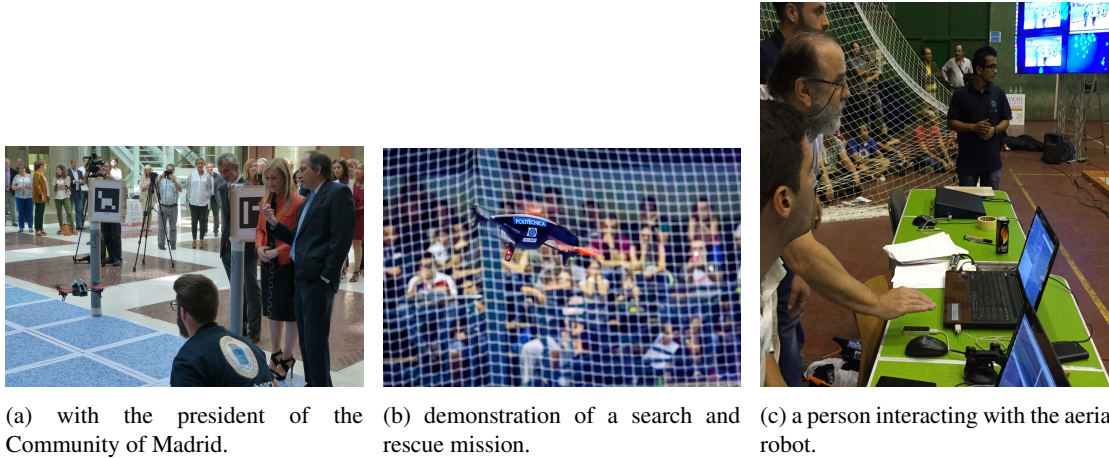 POLITÉCNICA
(a) with the president of the
Community of Madrid.
(b) demonstration of a search and
rescue mission.
(c) a person interacting with the aerial
robot.